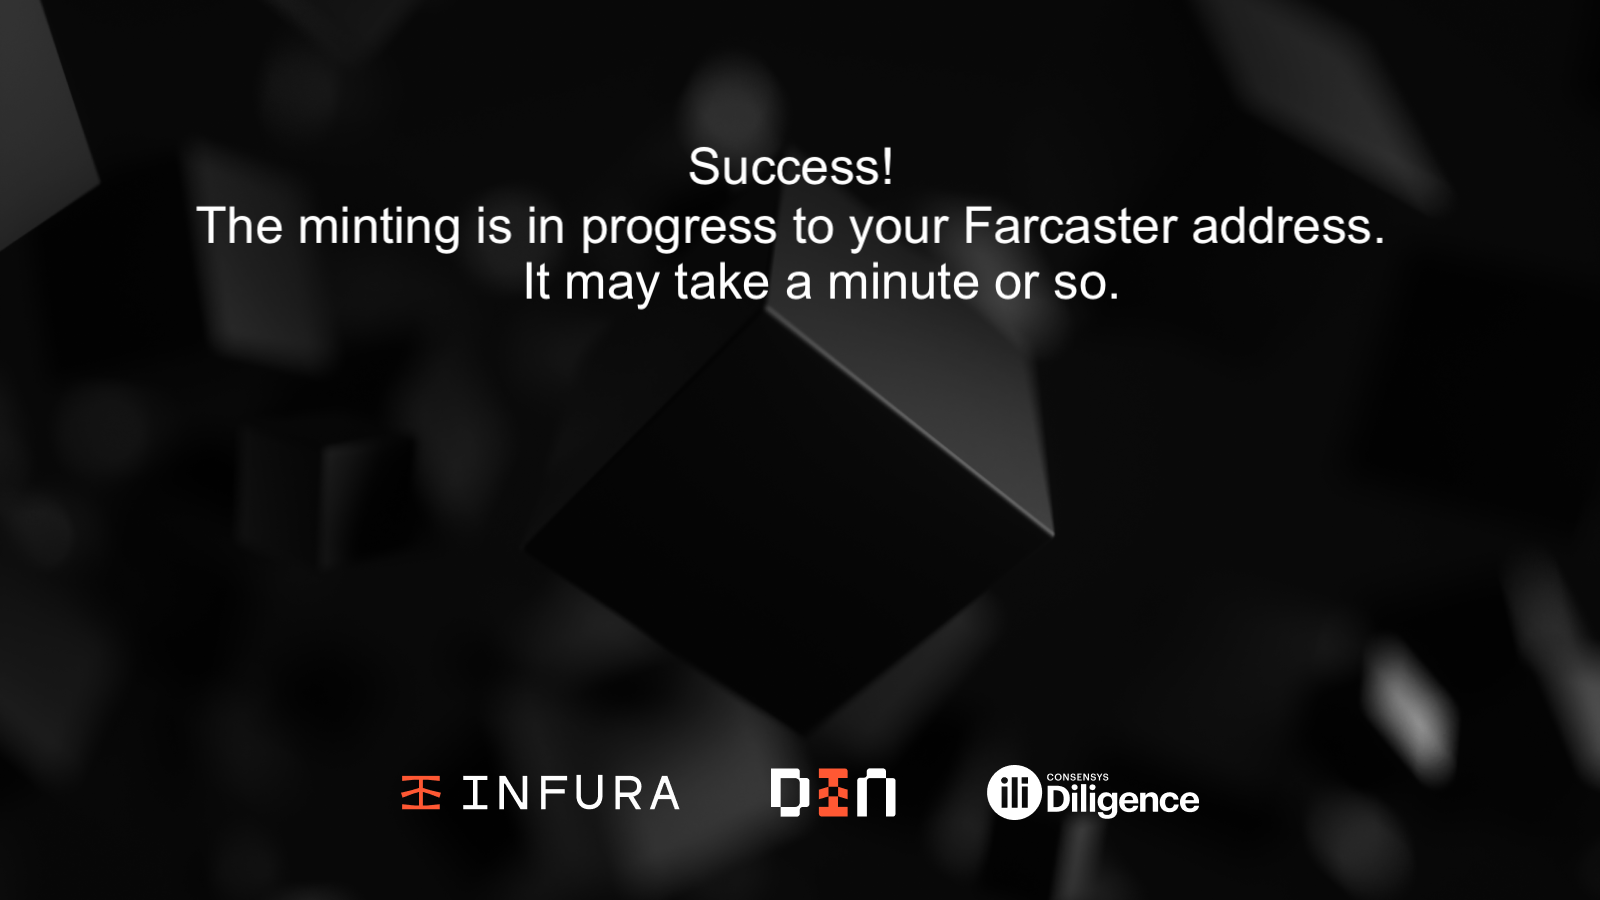 Success!
The minting is in progress to your Farcaster address.
It may take a minute or so.
INFURA
DIN
CONSENSYS
Diligence